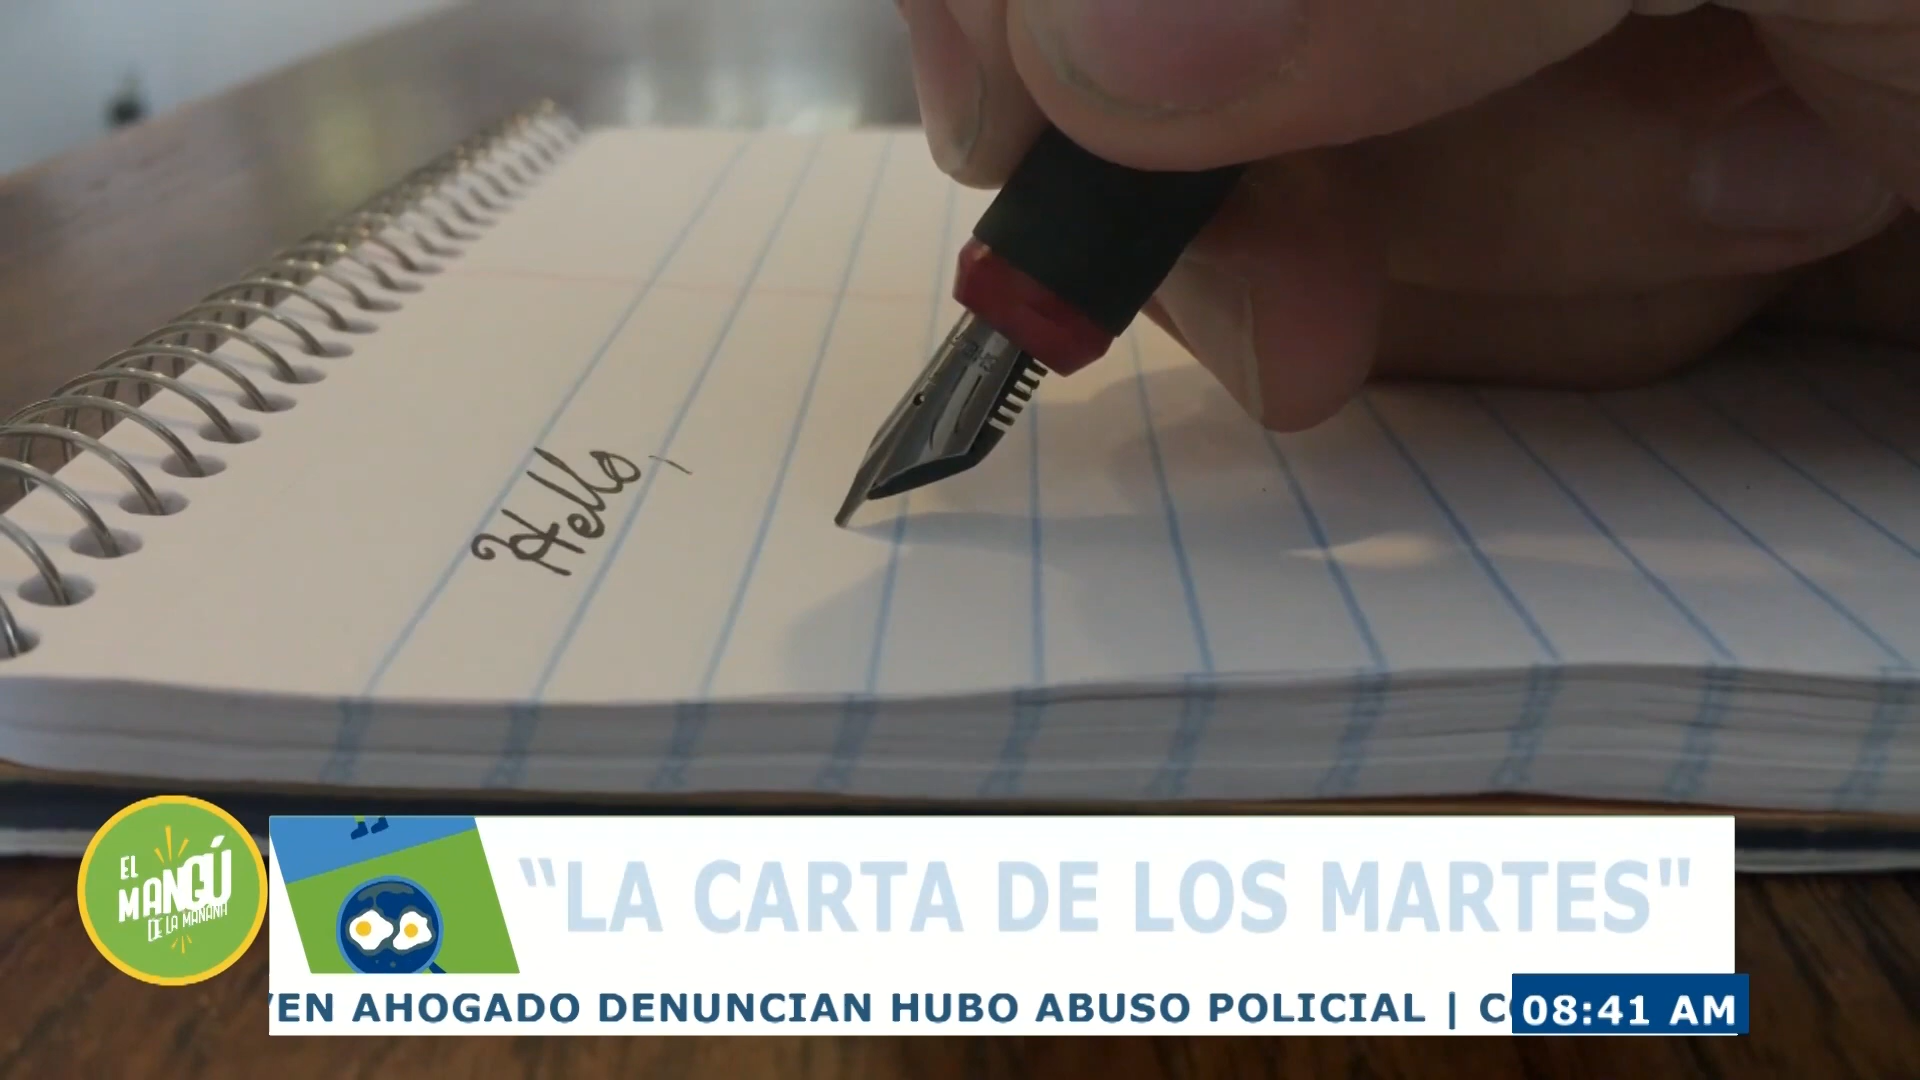 Hello,
EL
MANGÚ
DE LA MAÑANA
“LA CARTA DE LOS MARTES"
VEN AHOGADO DENUNCIAN HUBO ABUSO POLICIAL | C
08:41 AM